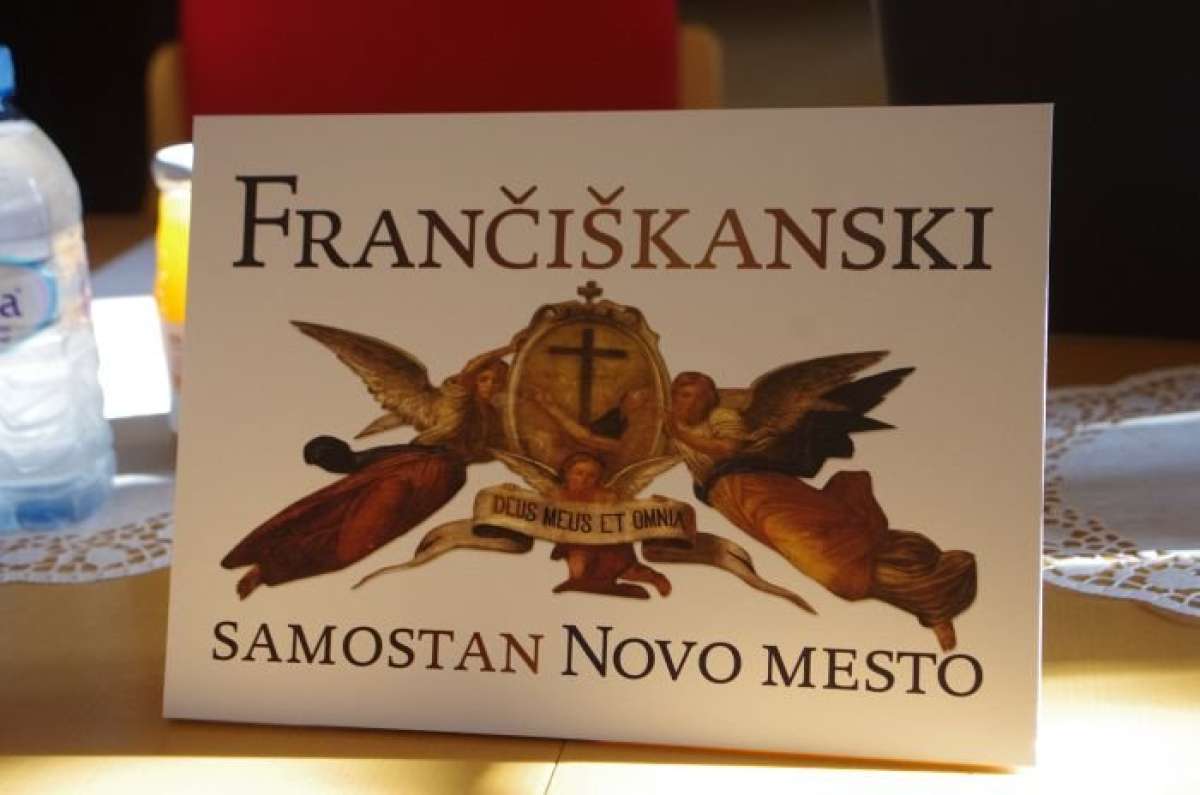 FRANČIŠKANSKI
DEUS MEUS ET OMNIA
SAMOSTAN NOVO MESTO